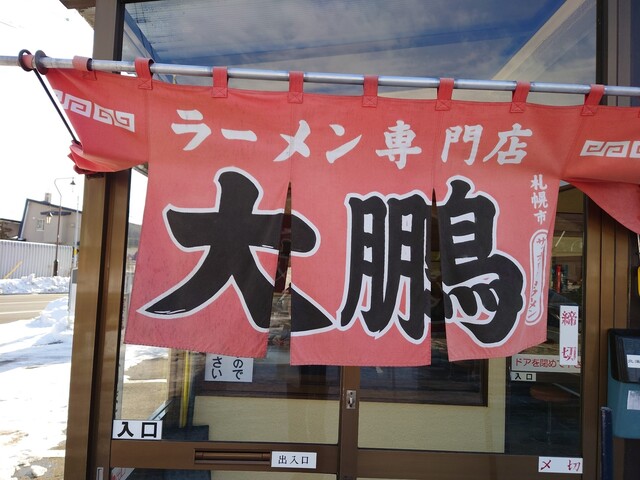 ラーメン専門店
大鵬
札幌市
締切
ので
さい
ドアを閉めて
入口
入口
出入口
〆切